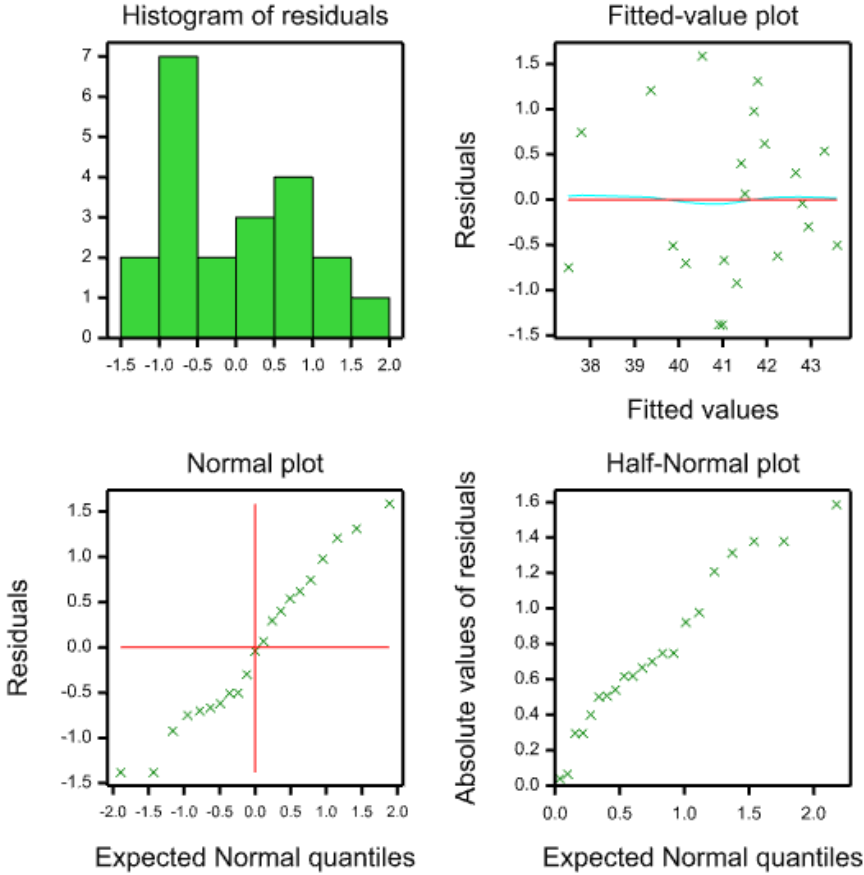 Histogram of residuals
7
6
5
4
3
2
1
0
-1.5 -1.0 -0.5 0.0 0.5 1.0 1.5 2.0
Fitted-value plot
Residuals
1.5
1.0
0.5
0.0
-0.5
-1.0
-1.5
38 39 40 41 42 43
Fitted values
Normal plot
Residuals
1.5
1.0
0.5
0.0
-0.5
-1.0
-1.5
-2.0 -1.5 -1.0 -0.5 0.0 0.5 1.0 1.5 2.0
Expected Normal quantiles
Half-Normal plot
Absolute values of residuals
1.6
1.4
1.2
1.0
0.8
0.6
0.4
0.2
0.0
0.0 0.5 1.0 1.5 2.0
Expected Normal quantiles